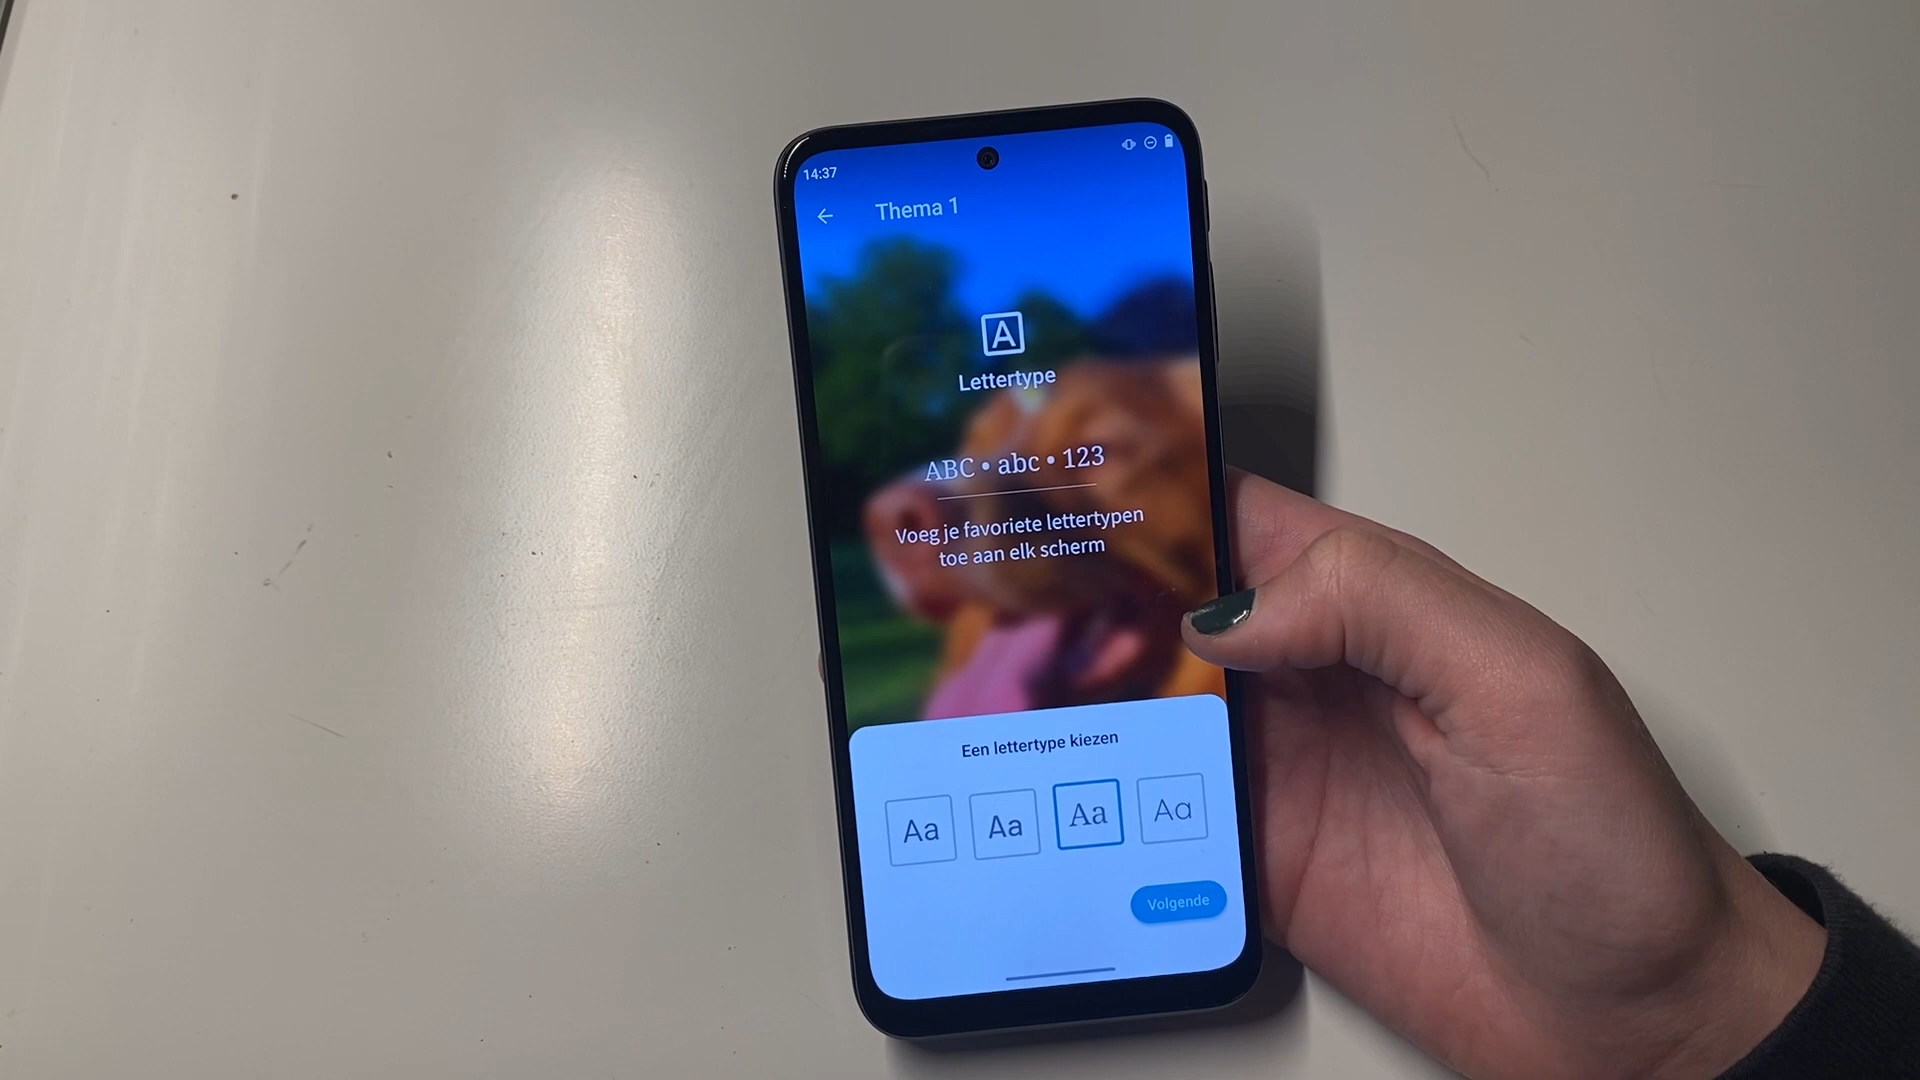 14:37
Thema 1
A
Lettertype
ABC • abc • 123
Voeg je favoriete lettertypen
toe aan elk scherm
Een lettertype kiezen
Aa Aa Aa Aa
Volgende